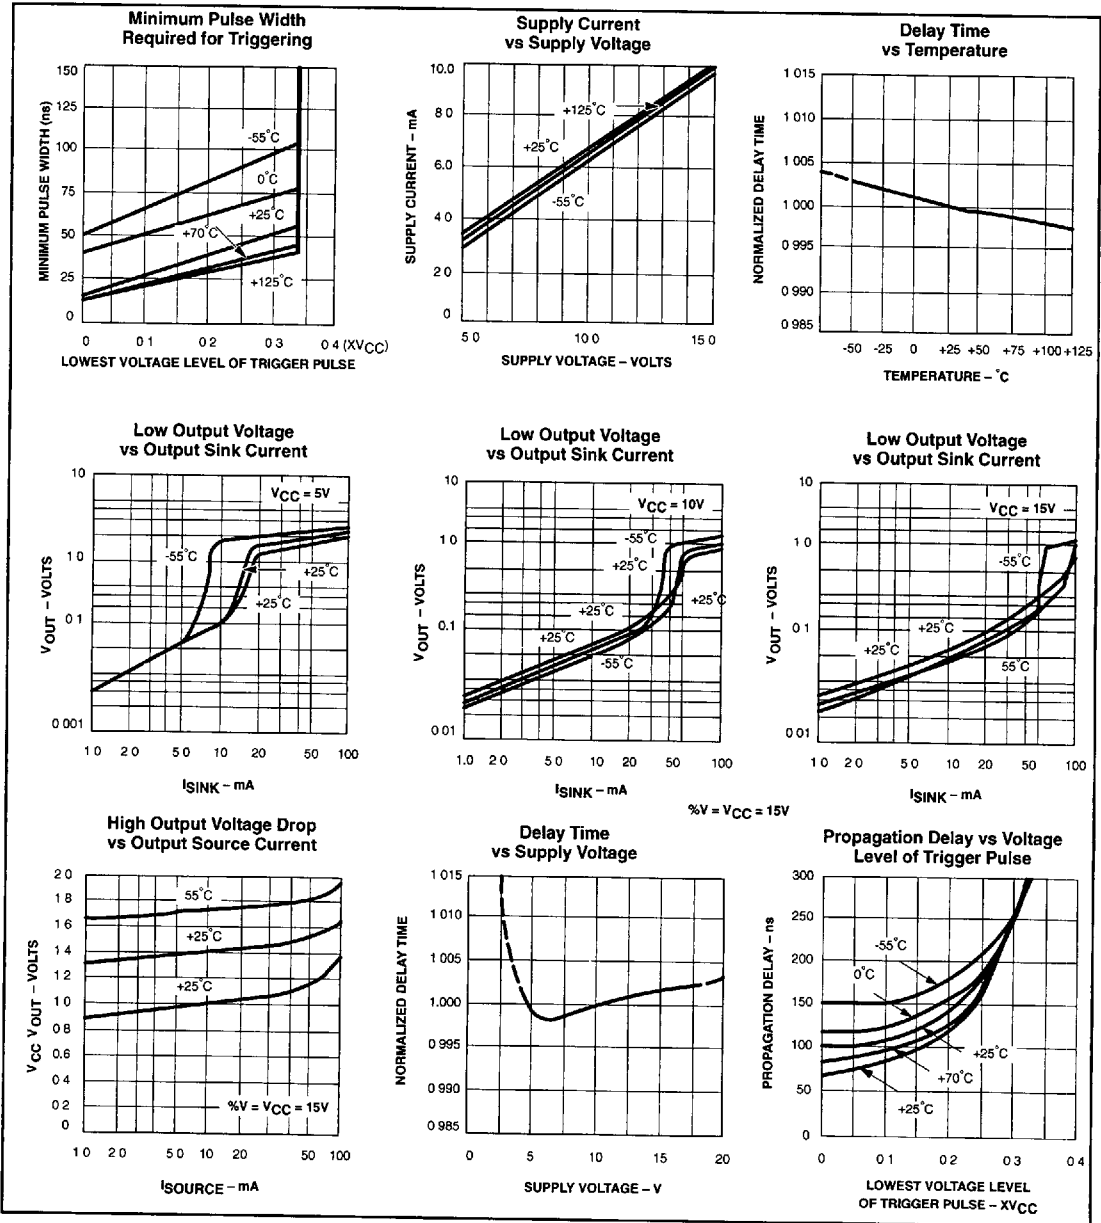 Minimum Pulse Width
Required for Triggering
MINIMUM PULSE WIDTH (ns)
150
125
100
75
50
25
0
-55°C
0°C
+25°C
+70°C
+125°C
0 0 1 0 2 0 3 0 4 (XVCC)
LOWEST VOLTAGE LEVEL OF TRIGGER PULSE
Supply Current
vs Supply Voltage
SUPPLY CURRENT – mA
10.0
8.0
6.0
4 0
2 0
0
+125°C
+25°C
-55°C
5 0 10 0 15 0
SUPPLY VOLTAGE – VOLTS
Delay Time
vs Temperature
NORMALIZED DELAY TIME
1 015
1 010
1 005
1 000
0 995
0 990
0 985
-50 -25 0 +25 +50 +75 +100 +125
TEMPERATURE – °C
Low Output Voltage
vs Output Sink Current
VOUT – VOLTS
10
1 0
0 1
0 001
VCC = 5V
-55°C
+25°C
+25°C
1 0 2 0 5 0 10 20 50 100
ISINK – mA
Low Output Voltage
vs Output Sink Current
VOUT – VOLTS
10
1 0
0.1
0 01
VCC = 10V
-55°C
+25°C
+25°C
+25°C
+25°C
-55°C
1.0 2 0 5 0 10 20 50 100
ISINK – mA
Low Output Voltage
vs Output Sink Current
VOUT – VOLTS
10
1 0
0 1
0 01
VCC = 15V
-55°C
+25°C
+25°C
55°C
1 0 2 0 5 0 10 20 50 100
ISINK – mA
%V = VCC = 15V
High Output Voltage Drop
vs Output Source Current
VCC VOUT – VOLTS
2 0
1 8
1 6
1 4
1 2
1 0
0 8
0 6
0 4
0 2
0
55°C
+25°C
+25°C
%V = VCC = 15V
1 0 2 0 5 0 10 20 50 100
ISOURCE – mA
Delay Time
vs Supply Voltage
NORMALIZED DELAY TIME
1 015
1 010
1 005
1 000
0 995
0 990
0 985
0 5 10 15 20
SUPPLY VOLTAGE – V
Propagation Delay vs Voltage
Level of Trigger Pulse
PROPAGATION DELAY – ns
300
250
200
150
100
50
0
-55°C
0°C
+25°C
+70°C
+25°C
0 0 1 0 2 0 3 0 4
LOWEST VOLTAGE LEVEL
OF TRIGGER PULSE – XVCC